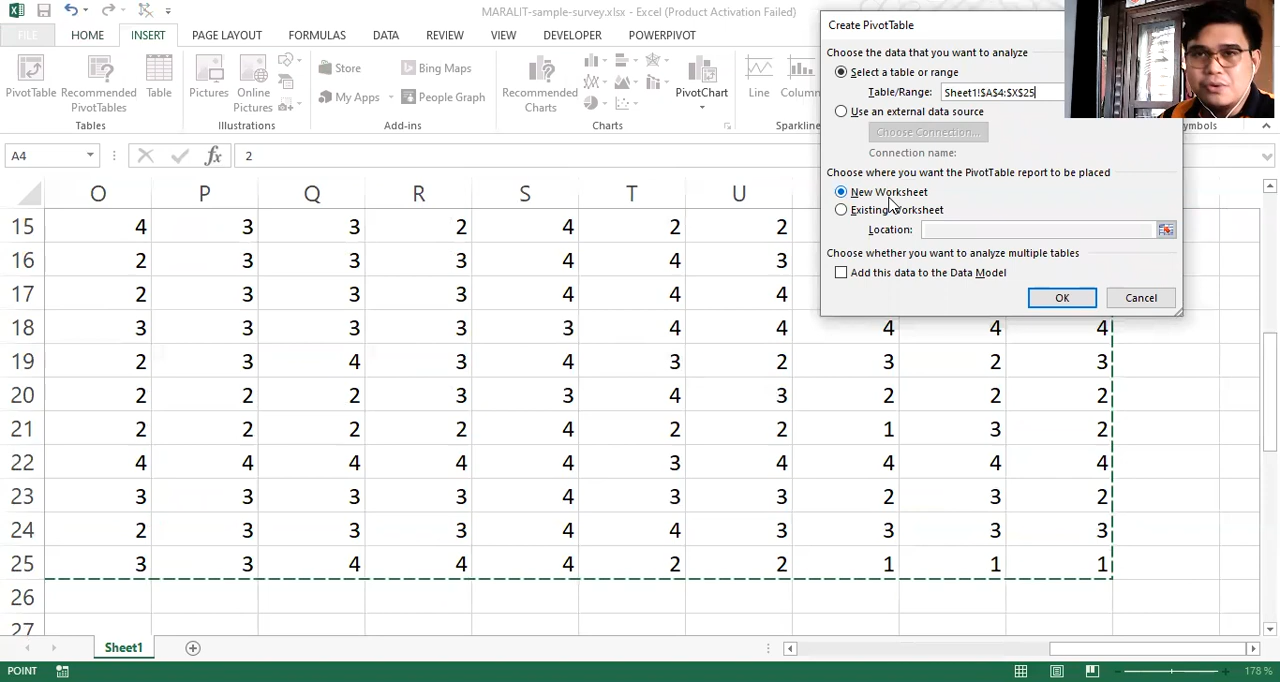 MARALIT-sample-survey.xlsx - Excel (Product Activation Failed)
FILE HOME INSERT PAGE LAYOUT FORMULAS DATA REVIEW VIEW DEVELOPER POWERPIVOT
PivotTable Recommended PivotTables Table
Tables
Pictures Online Pictures
Illustrations
Store
My Apps
Bing Maps
People Graph
Add-ins
Recommended Charts
PivotChart
Charts
Line Column
Sparkline
ymbols
Create PivotTable
Choose the data that you want to analyze
Select a table or range
Table/Range: Sheet1!$A$4:$X$25
Use an external data source
Choose Connection...
Connection name:
Choose where you want the PivotTable report to be placed
New Worksheet
Existing Worksheet
Location:
Choose whether you want to analyze multiple tables
Add this data to the Data Model
OK Cancel
A4 fx 2
O P Q R S T U
15 4 3 3 2 4 2 2
16 2 3 3 3 4 4 3
17 2 3 3 3 4 4 4
18 3 3 3 3 3 4 4 4 4 4
19 2 3 4 3 4 3 2 3 2 3
20 2 2 2 3 3 4 3 2 2 2
21 2 2 2 2 4 2 2 1 3 2
22 4 4 4 4 4 3 4 4 4 4
23 3 3 3 3 4 3 3 2 3 2
24 2 3 3 3 4 4 3 3 3 3
25 3 3 4 4 4 2 2 1 1 1
26
27
Sheet1
POINT
178 %